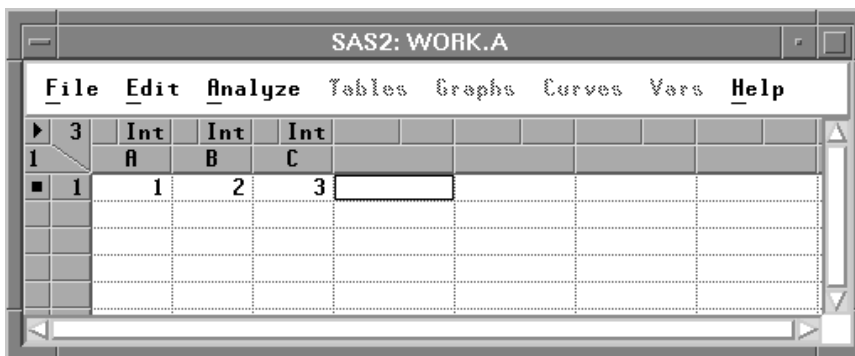 SAS2: WORK.A
File Edit Analyze Tables Graphs Curves Vars Help
3 Int Int Int
1 A B C
1 1 2 3